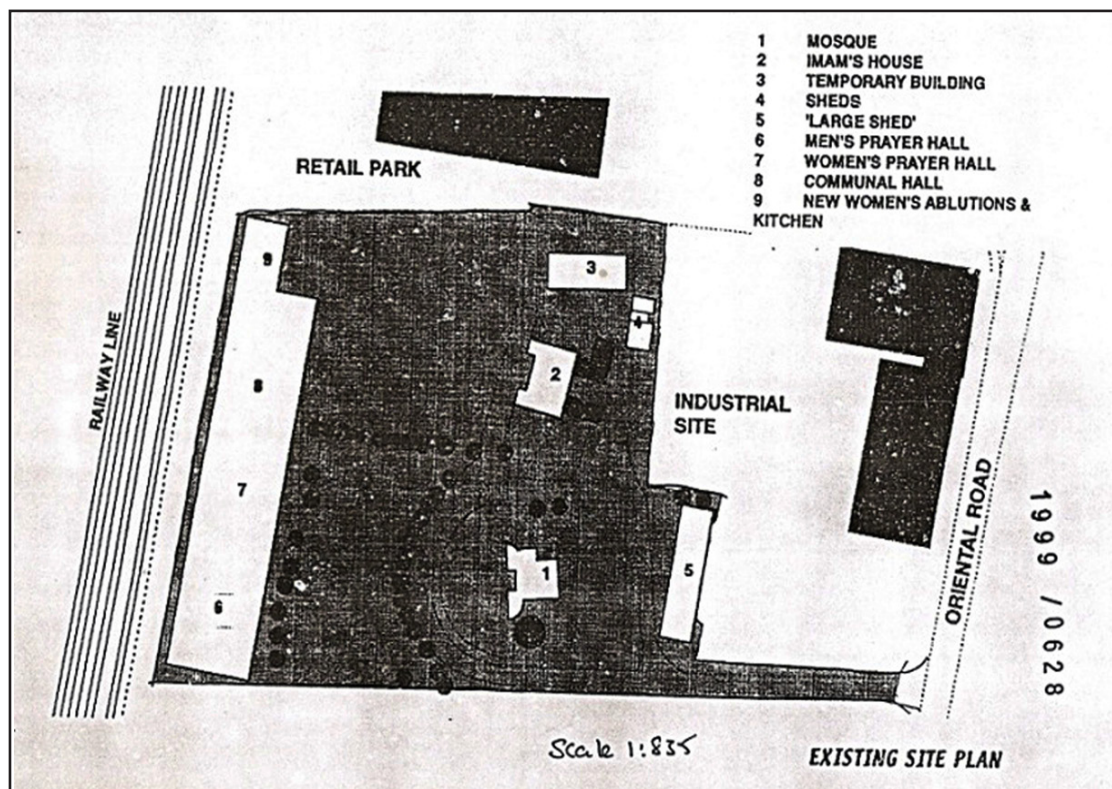 1 MOSQUE
2 IMAM'S HOUSE
3 TEMPORARY BUILDING
4 SHEDS
5 'LARGE SHED'
6 MEN'S PRAYER HALL
7 WOMEN'S PRAYER HALL
8 COMMUNAL HALL
9 NEW WOMEN'S ABLUTIONS &
KITCHEN
RETAIL PARK
RAILWAY LINE
9
3
4
2
8
INDUSTRIAL
SITE
7
1
5
6
ORIENTAL ROAD
1999 /0628
Scale 1:835
EXISTING SITE PLAN